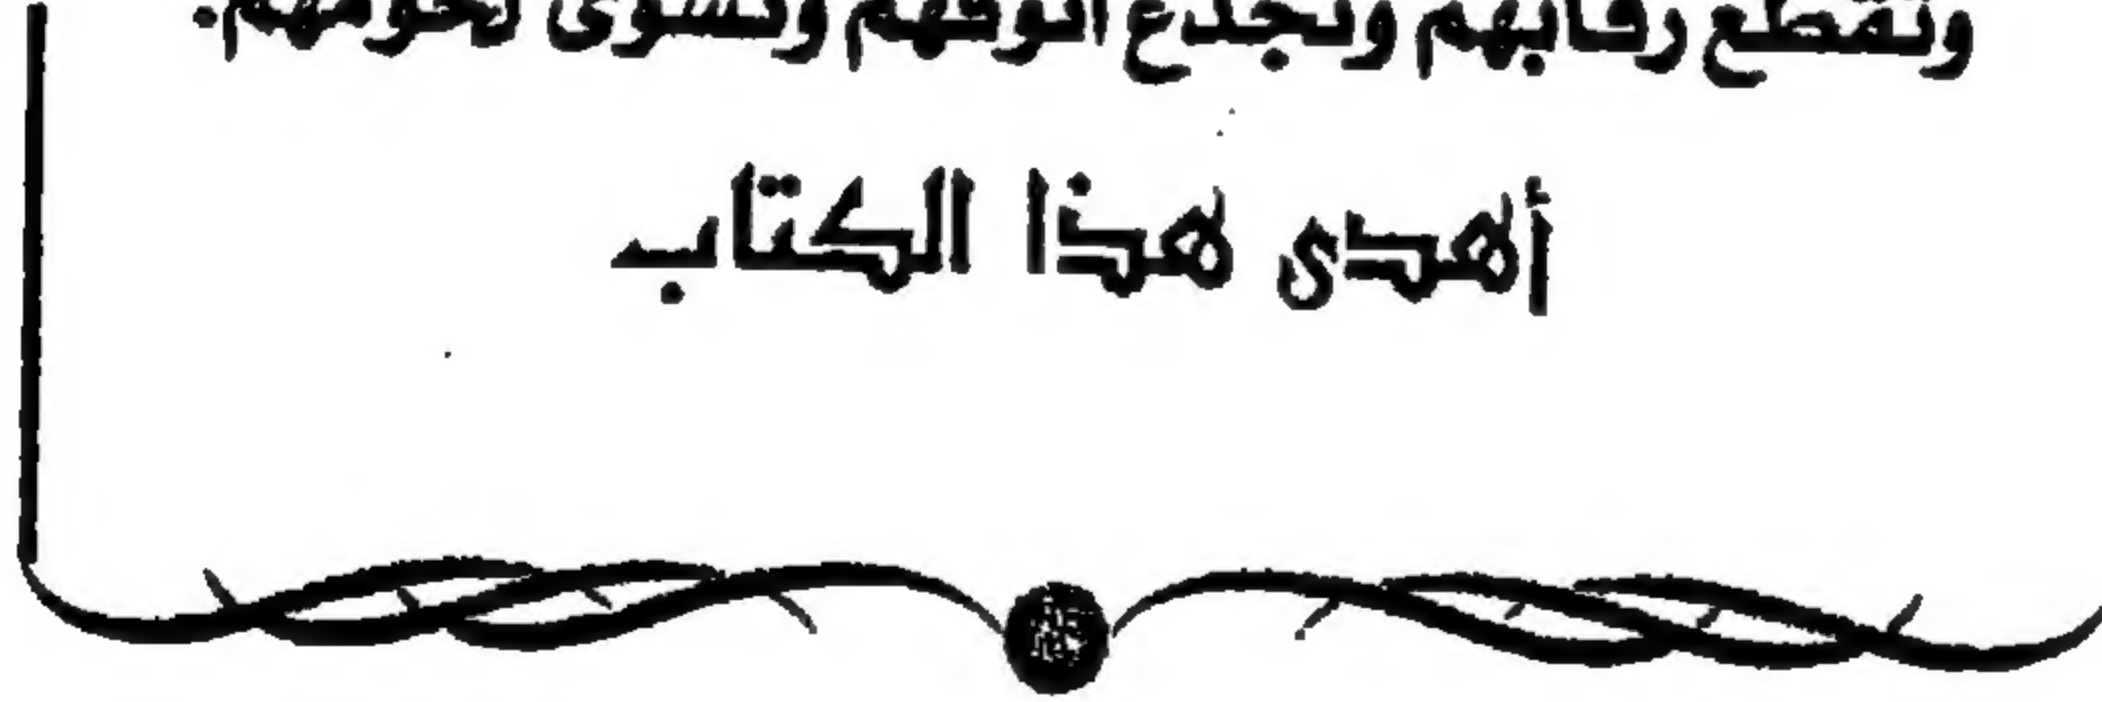 وتقطع رقابهم وتجدع أنوفهم وتشوى لحومهم.
أهدى هذا الكتاب